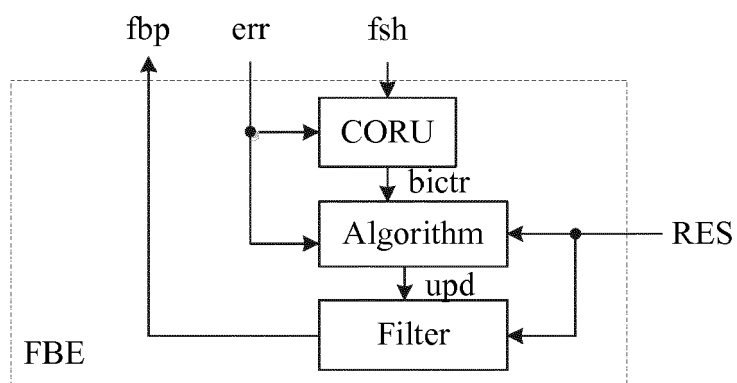 fbp err fsh
CORU
bictr
Algorithm
RES
upd
Filter
FBE